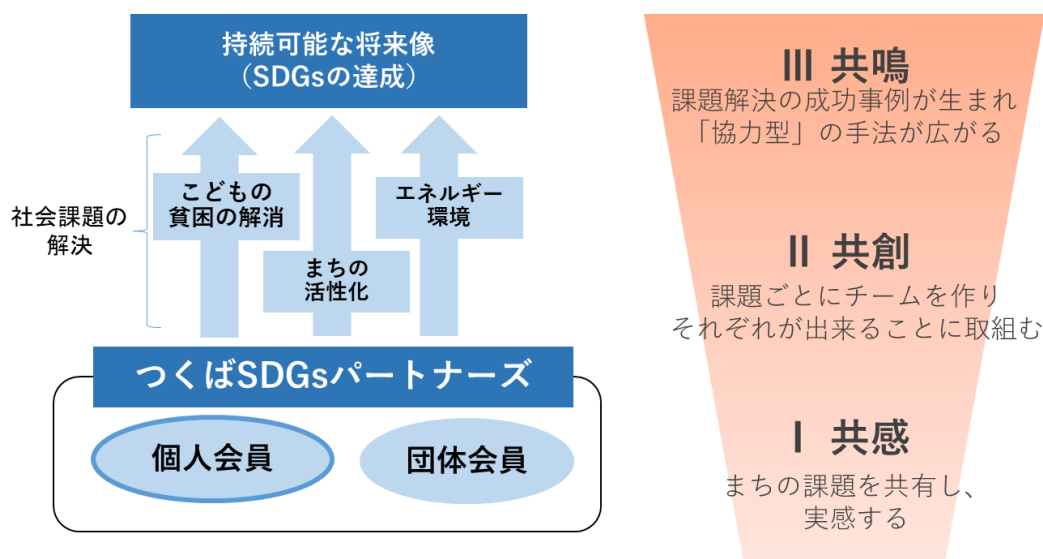 持続可能な将来像
（SDGsの達成）
社会課題の
解決
こどもの
貧困の解消
まちの
活性化
エネルギー
環境
つくばSDGsパートナーズ
個人会員
団体会員
Ⅲ 共鳴
課題解決の成功事例が生まれ
「協力型」の手法が広がる
Ⅱ 共創
課題ごとにチームを作り
それぞれが出来ることに取組む
Ⅰ 共感
まちの課題を共有し、
実感する